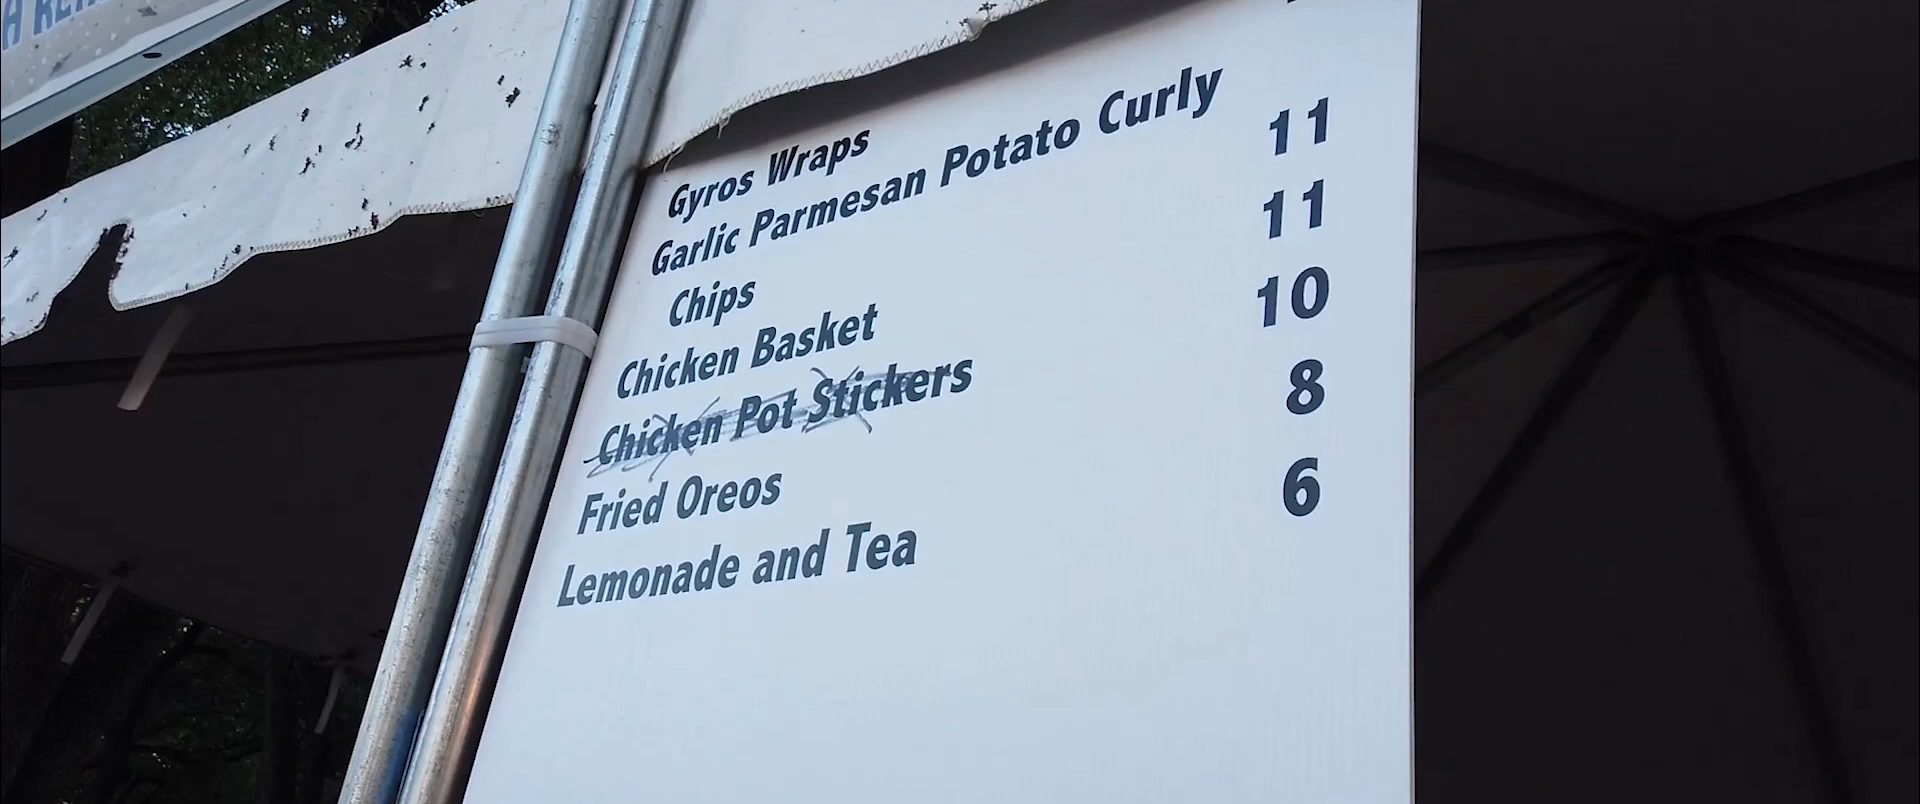 Gyros Wraps
Garlic Parmesan Potato Curly
Chips 11
Chicken Basket 11
Chicken Pot Stickers 10
Fried Oreos 8
Lemonade and Tea 6